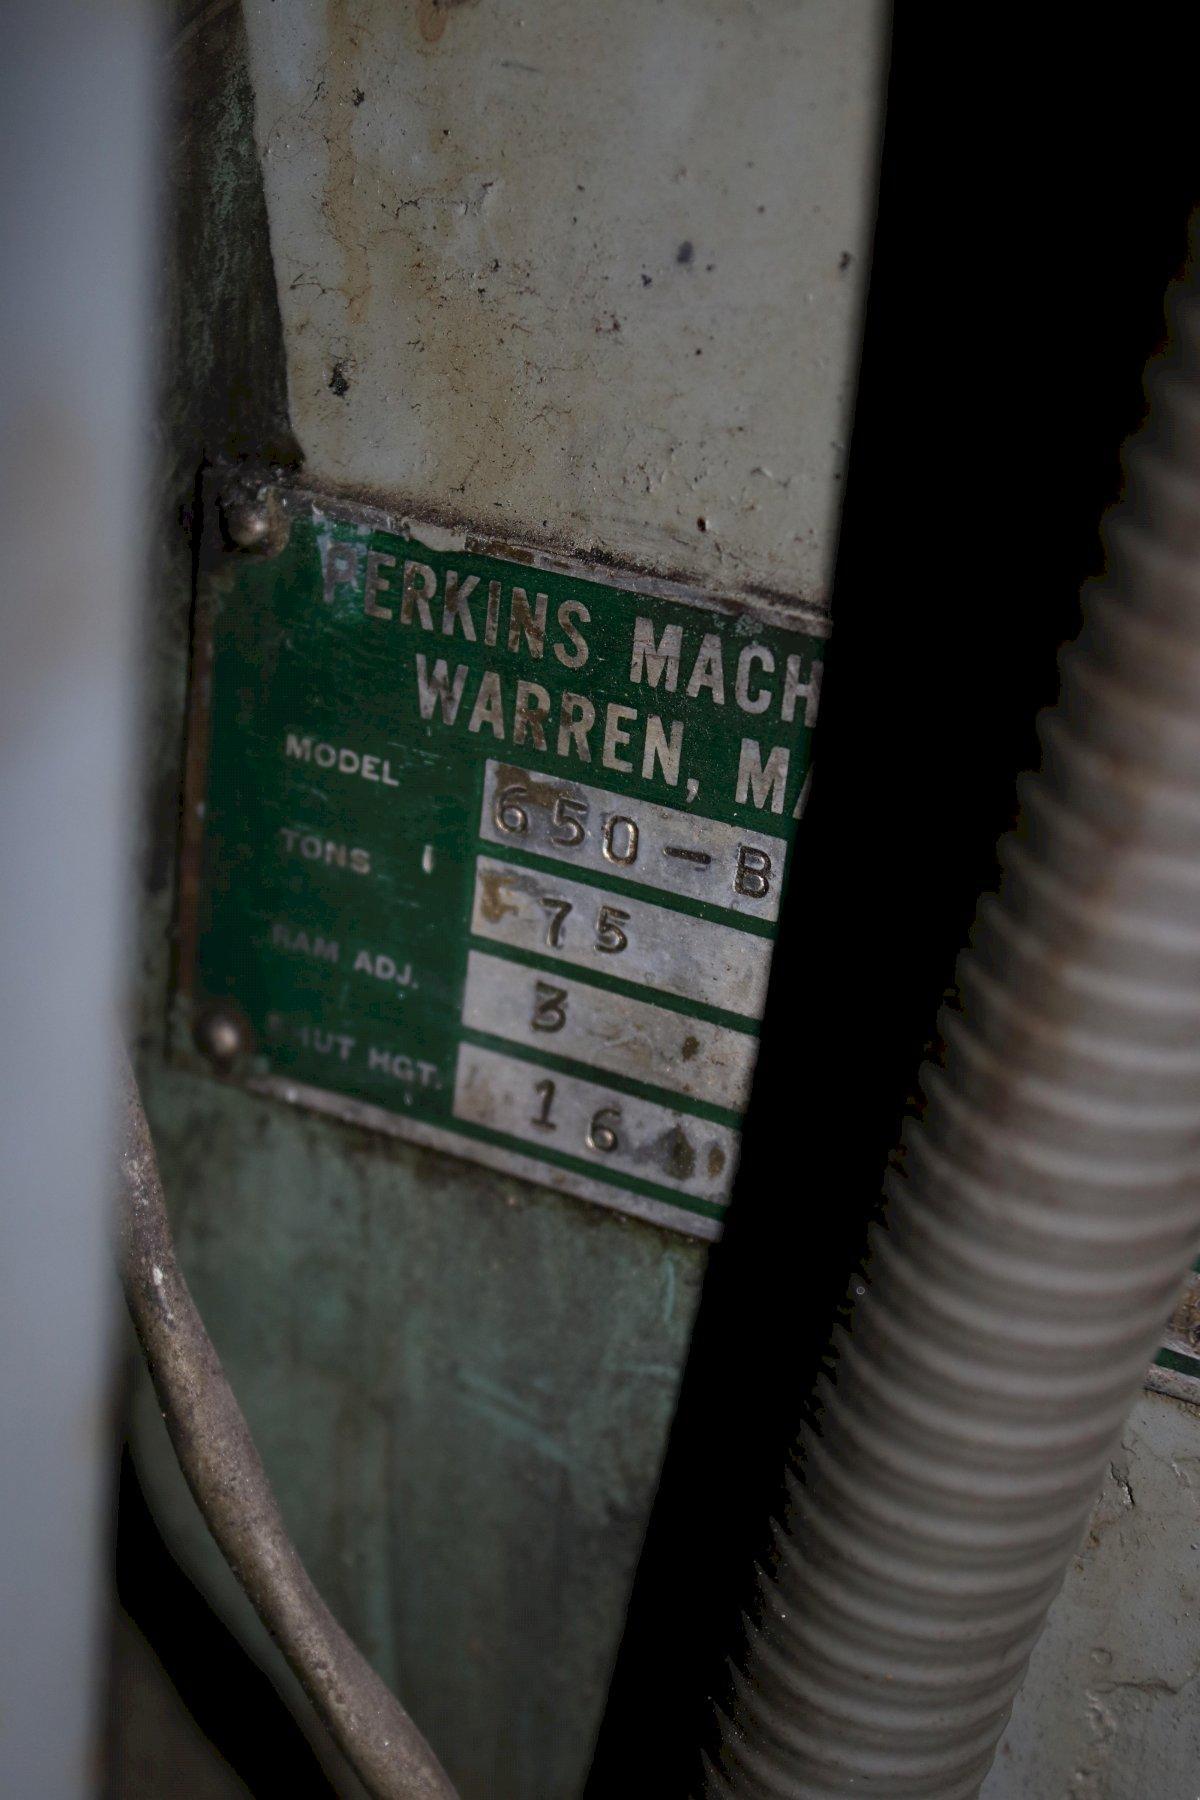 PERKINS MACH
WARREN, MA
MODEL 650-B
TONS 75
RAM ADJ. 3
SHUT HGT. 16